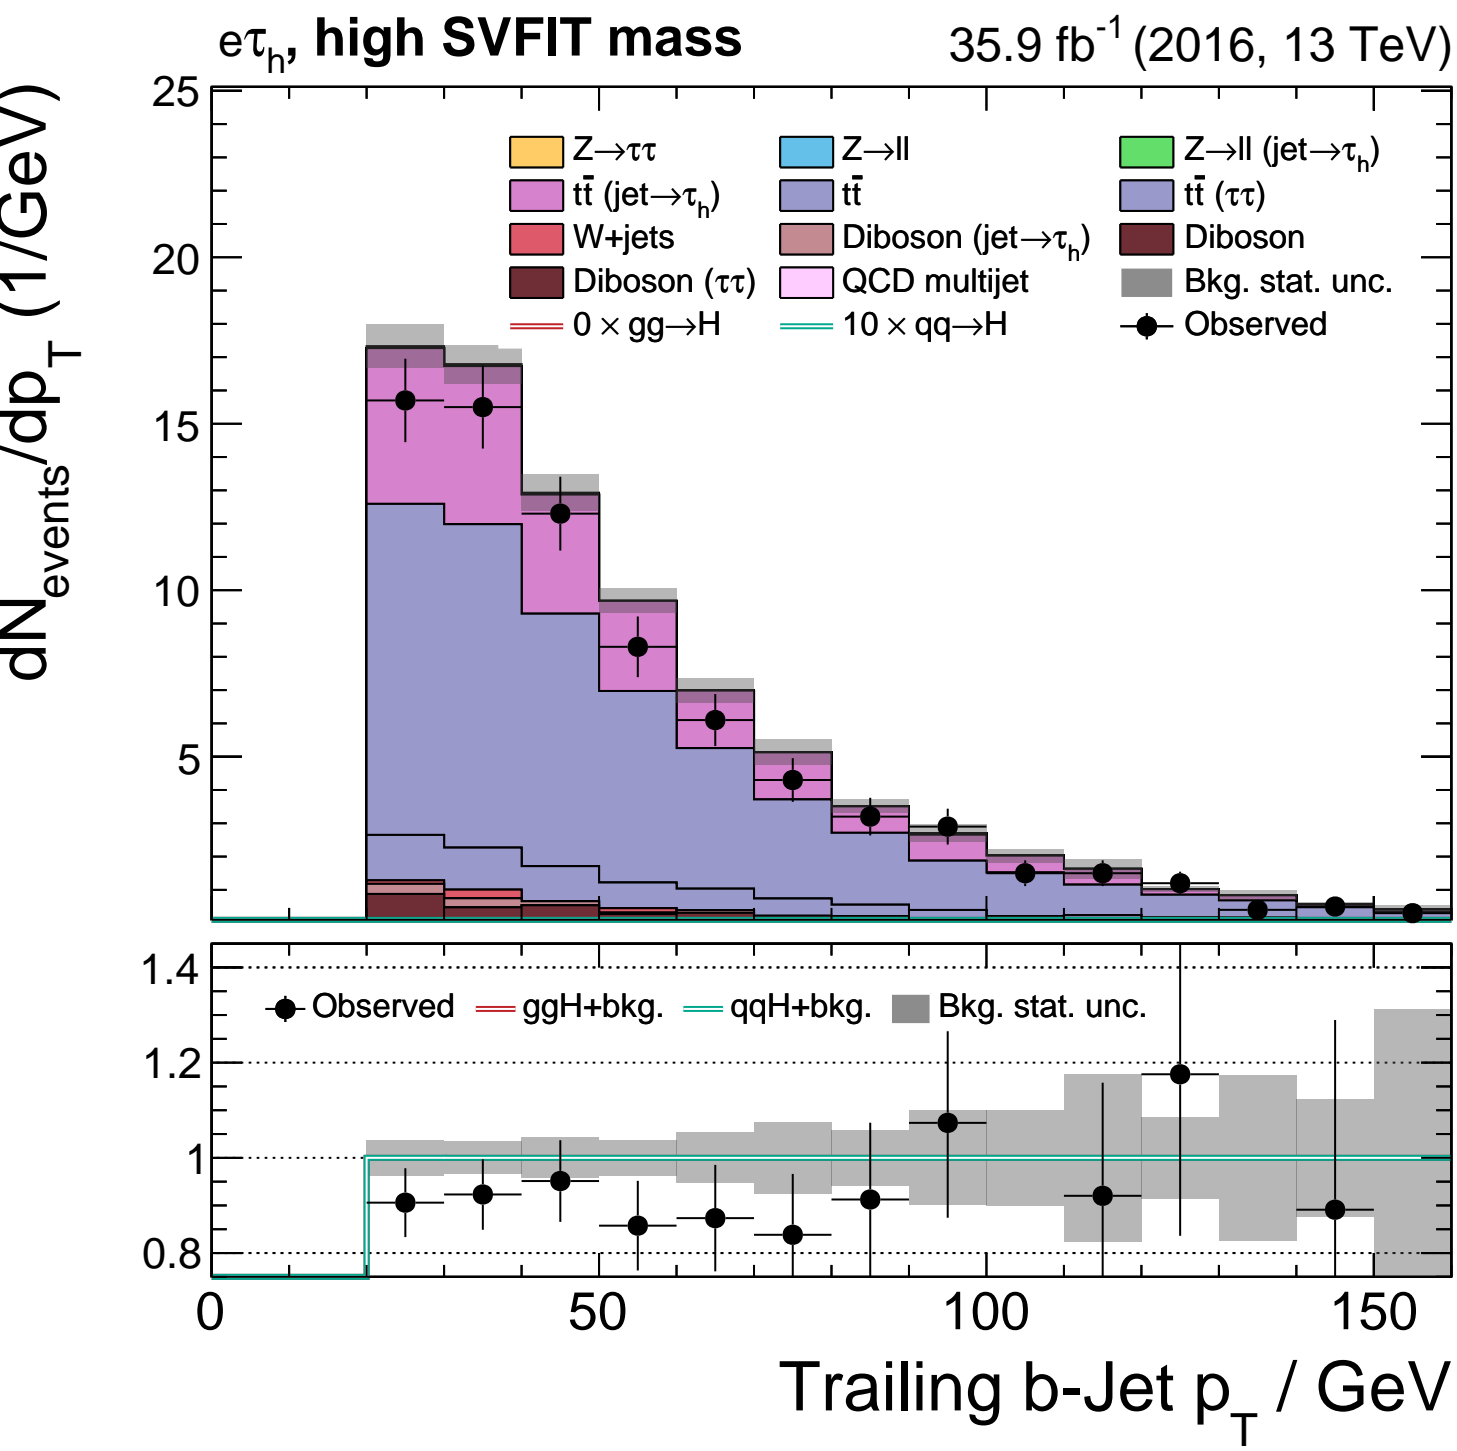 eτh, high SVFIT mass 35.9 fb-1 (2016, 13 TeV)
dNevents/dpT (1/GeV)
25
20
15
10
5
Z→ττ Z→ll Z→ll (jet→τh)
tt̄ (jet→τh) tt̄ tt̄ (ττ)
W+jets Diboson (jet→τh) Diboson
Diboson (ττ) QCD multijet Bkg. stat. unc.
0 × gg→H 10 × qq→H Observed
1.4
1.2
1
0.8
Observed ggH+bkg. qqH+bkg. Bkg. stat. unc.
0 50 100 150
Trailing b-Jet pT / GeV